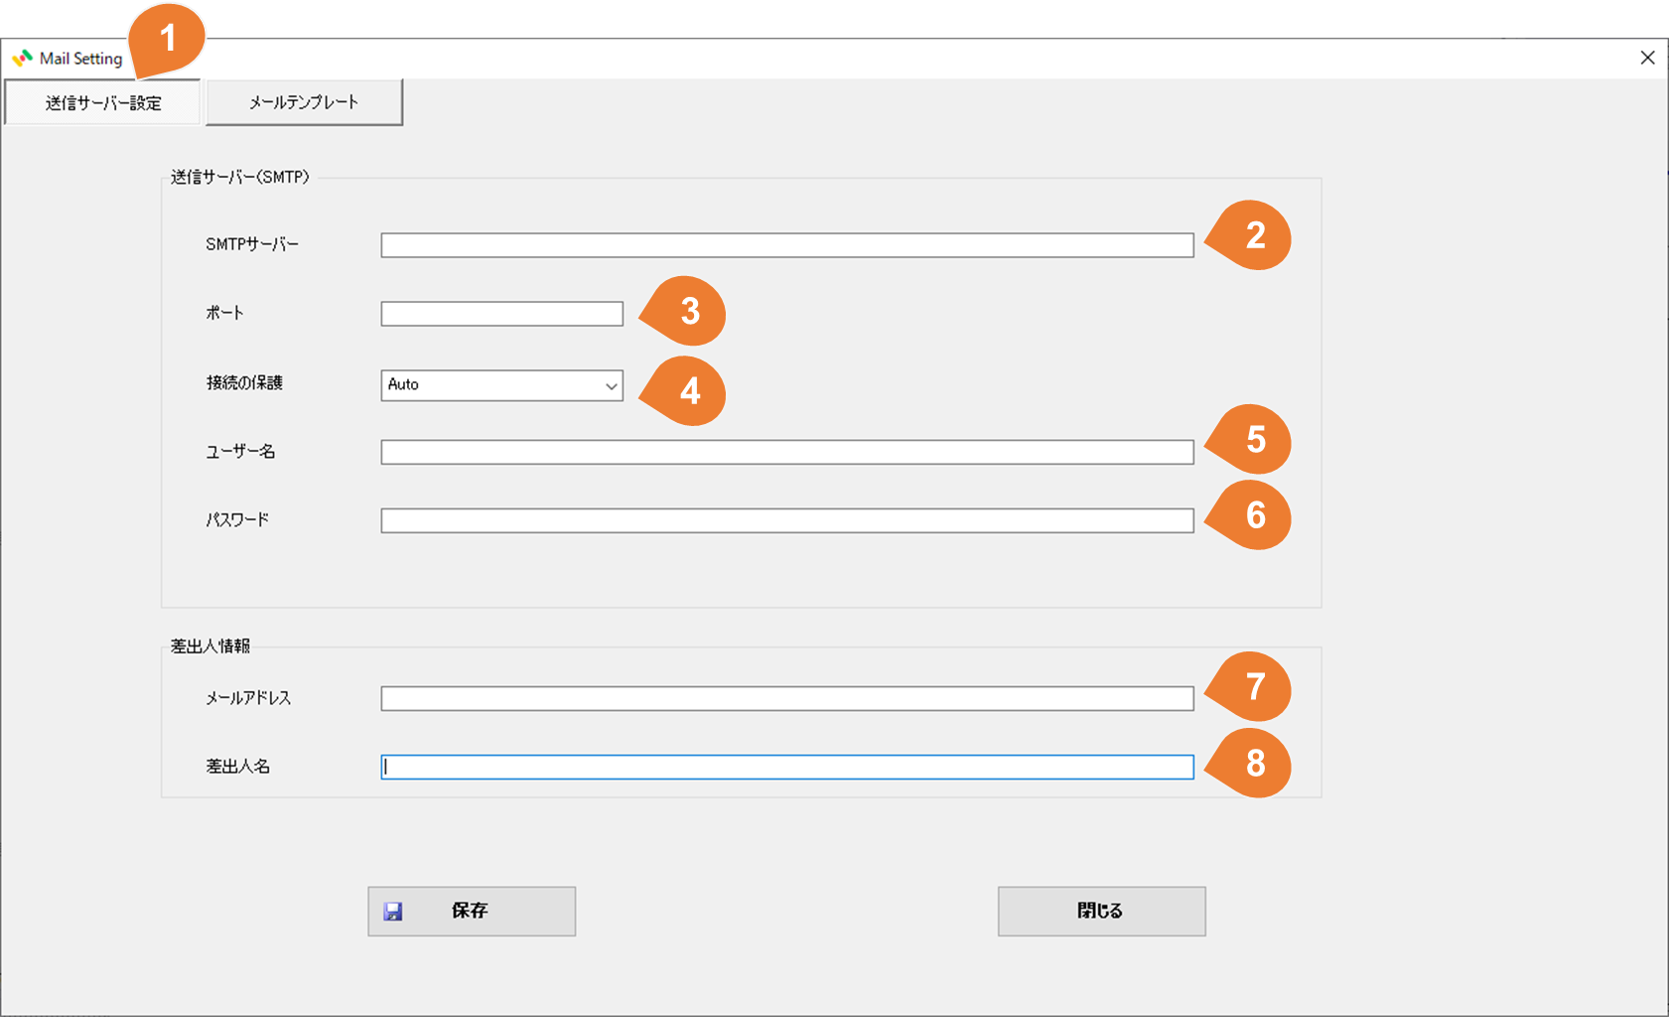 1
Mail Setting
送信サーバー設定
メールテンプレート
送信サーバー(SMTP)
SMTPサーバー
2
ポート
3
接続の保護
Auto
4
ユーザー名
5
パスワード
6
差出人情報
メールアドレス
7
差出人名
8
保存
閉じる